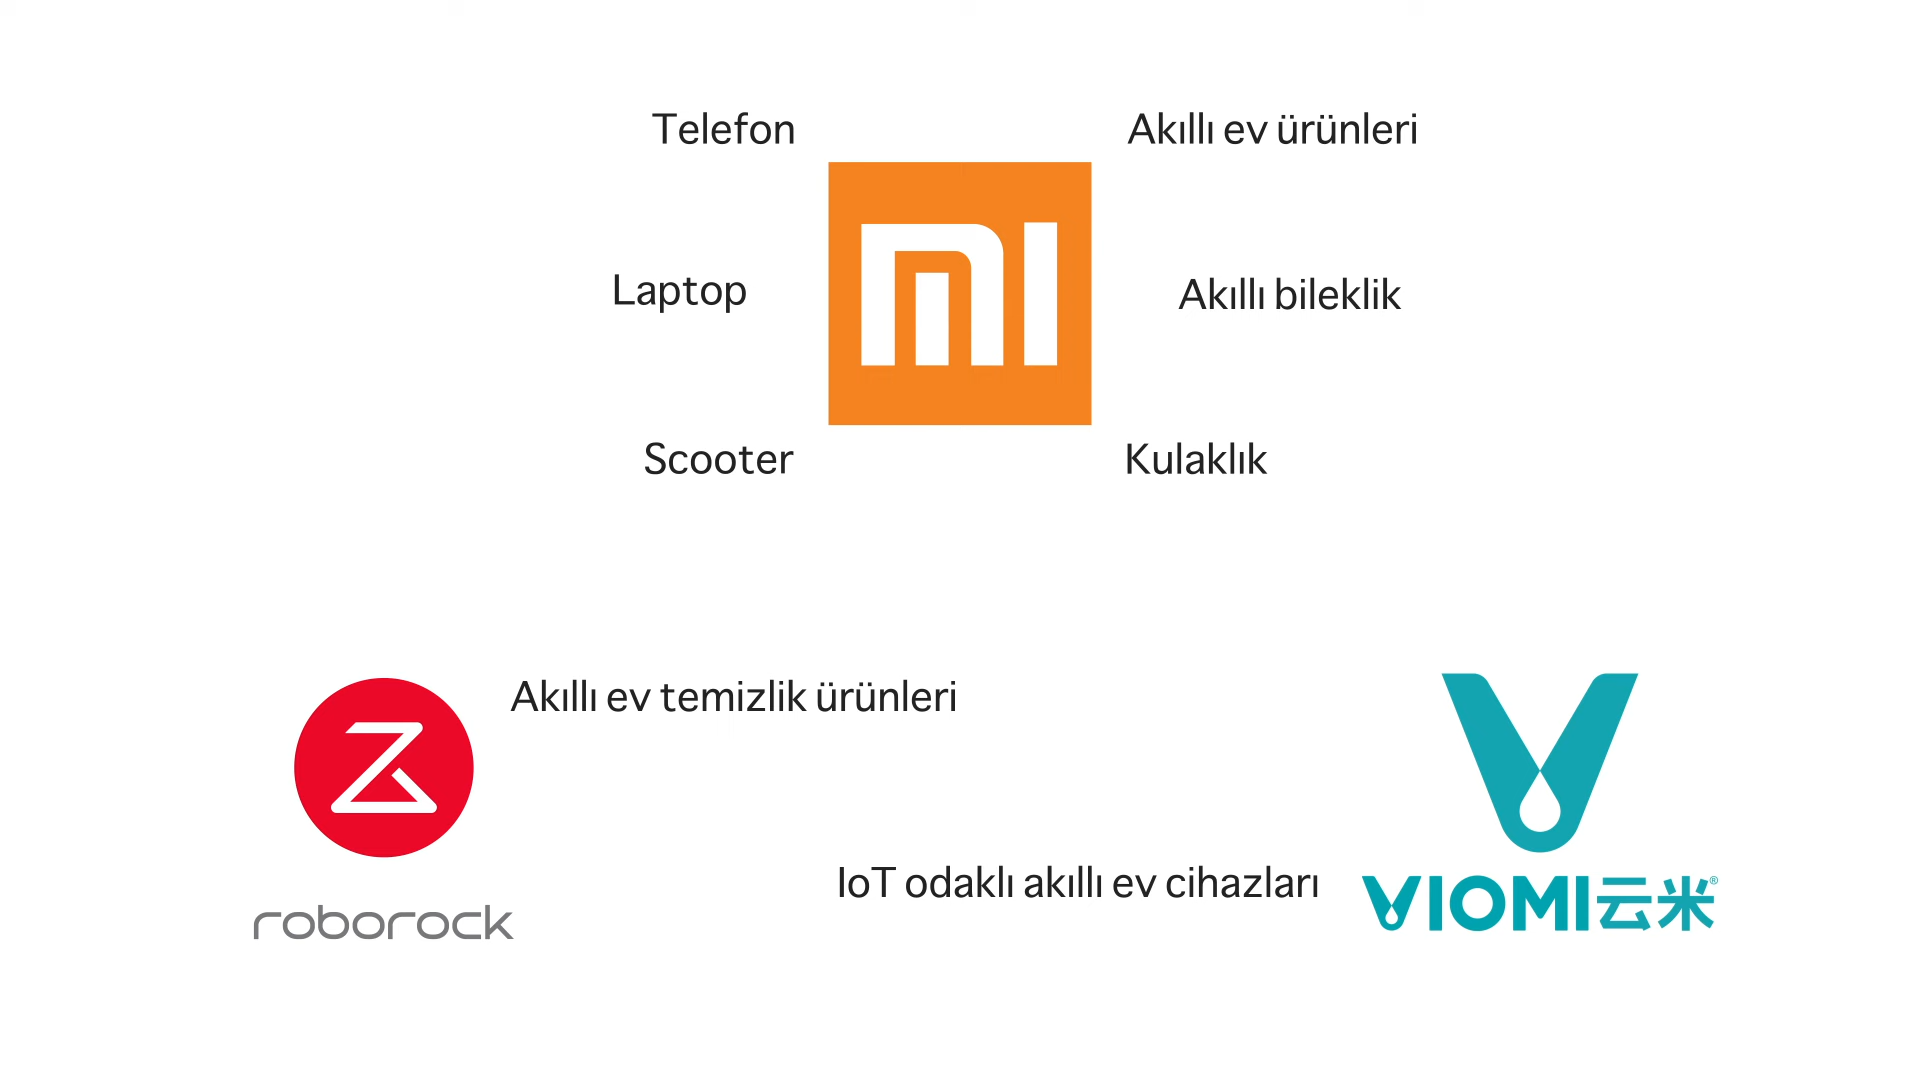 Telefon
Akıllı ev ürünleri
mi
Laptop
Akıllı bileklik
Scooter
Kulaklık
Akıllı ev temizlik ürünleri
roborock
IoT odaklı akıllı ev cihazları
VIOMI云米®